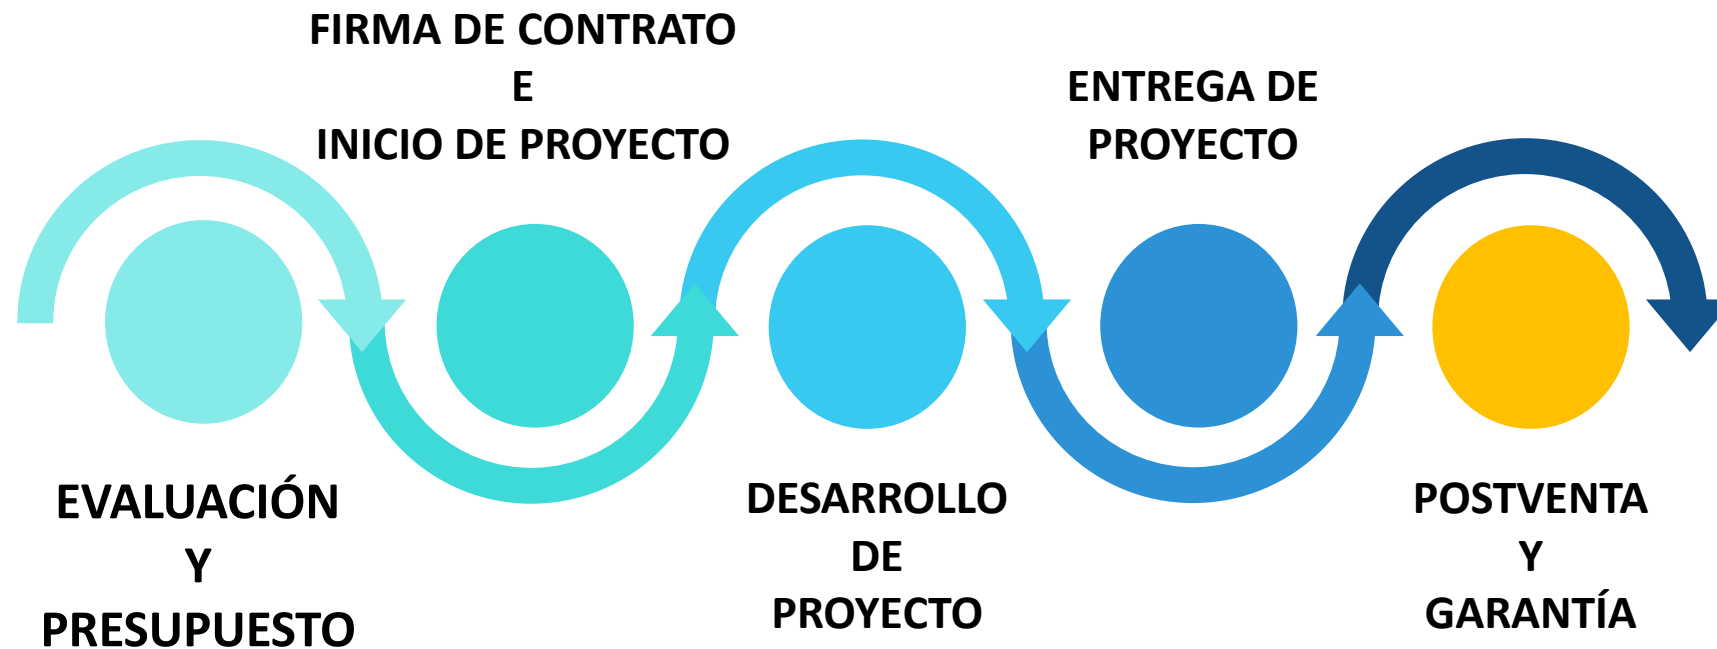 EVALUACIÓN
Y
PRESUPUESTO
FIRMA DE CONTRATO
E
INICIO DE PROYECTO
DESARROLLO
DE
PROYECTO
ENTREGA DE
PROYECTO
POSTVENTA
Y
GARANTÍA